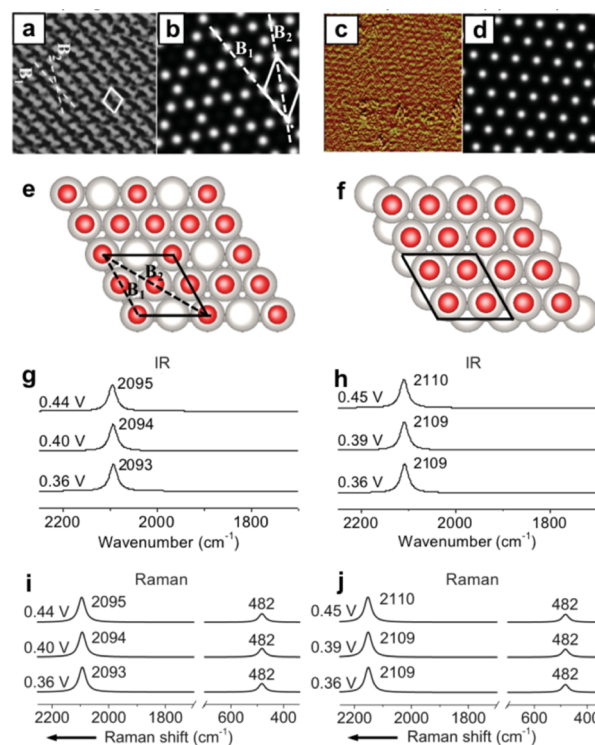 a
b
c
d
B1
B2
B1
B2
e
f
B2
B1
g
IR
h
IR
0.44 V
2095
0.40 V
2094
0.36 V
2093
2200
2000
1800
Wavenumber (cm⁻¹)
0.45 V
2110
0.39 V
2109
0.36 V
2109
2200
2000
1800
Wavenumber (cm⁻¹)
i
Raman
j
Raman
0.44 V
2095
482
0.40 V
2094
482
0.36 V
2093
482
2200
2000
600
400
Raman shift (cm⁻¹)
0.45 V
2110
482
0.39 V
2109
482
0.36 V
2109
482
2200
2000
600
400
Raman shift (cm⁻¹)